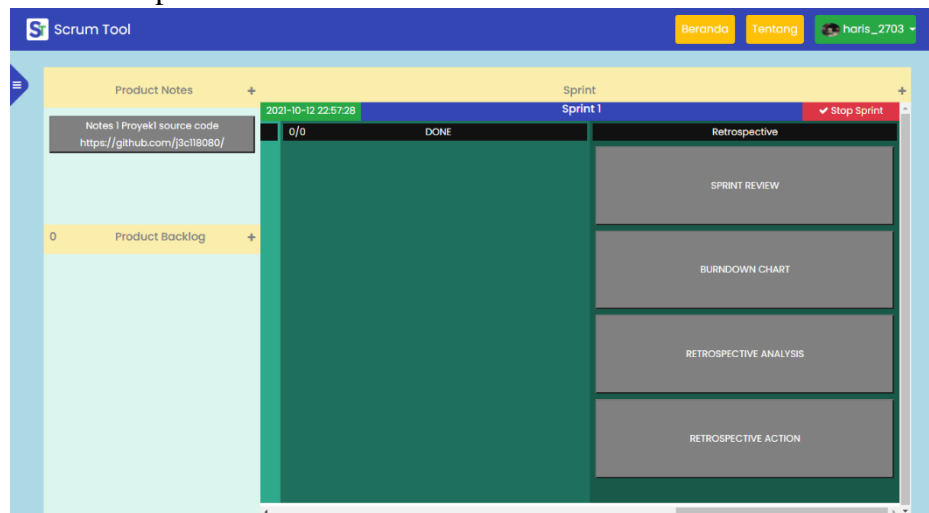 ST Scrum Tool
Beranda
Tentang
haris_2703
Product Notes +
Sprint +
2021-10-12 22:57:28
Sprint 1
Stop Sprint
Notes 1 Proyek1 source code
https://github.com/j3c118080/
0/0 DONE
Retrospective
SPRINT REVIEW
0 Product Backlog +
BURNDOWN CHART
RETROSPECTIVE ANALYSIS
RETROSPECTIVE ACTION